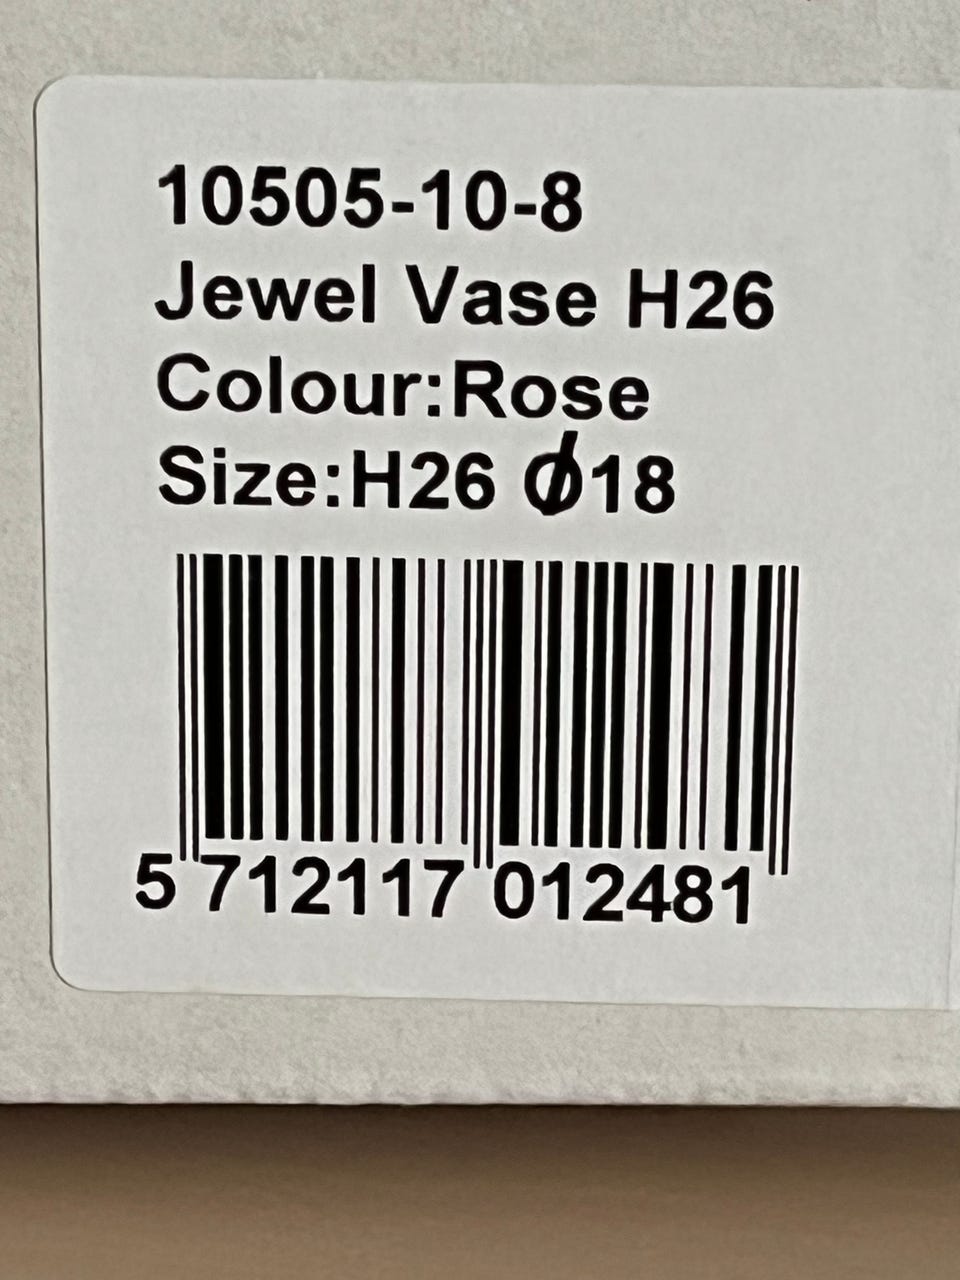 10505-10-8
Jewel Vase H26
Colour:Rose
Size:H26 Ø18
5 712117 012481